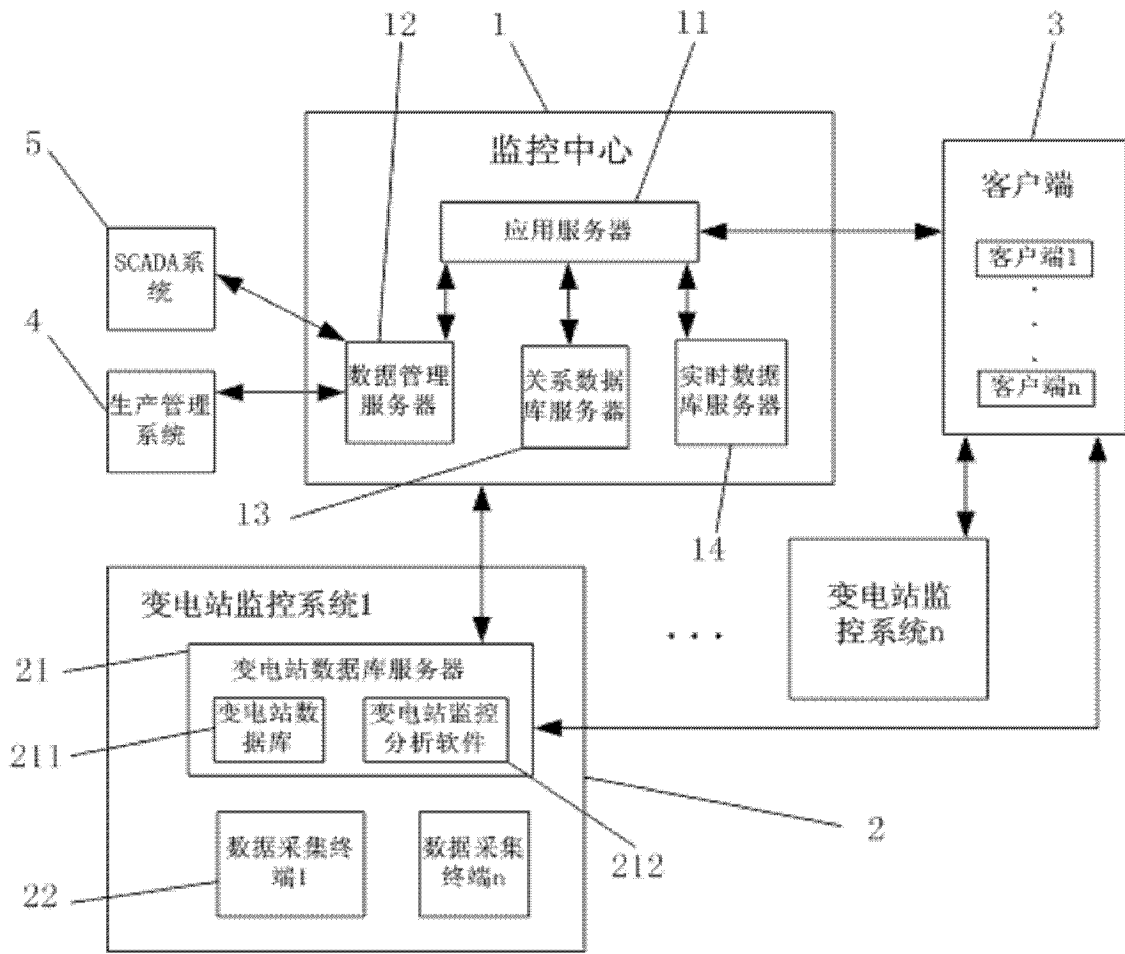 12
1
11
3
5
监控中心
客户端
应用服务器
SCADA系
统
客户端1
4
数据管理
服务器
关系数据
库服务器
实时数据
库服务器
客户端n
生产管理
系统
13
14
变电站监控系统1
变电站监
控系统n
...
21
变电站数据库服务器
变电站数
据库
变电站监控
分析软件
211
2
数据采集终
端1
数据采集
终端n
212
22